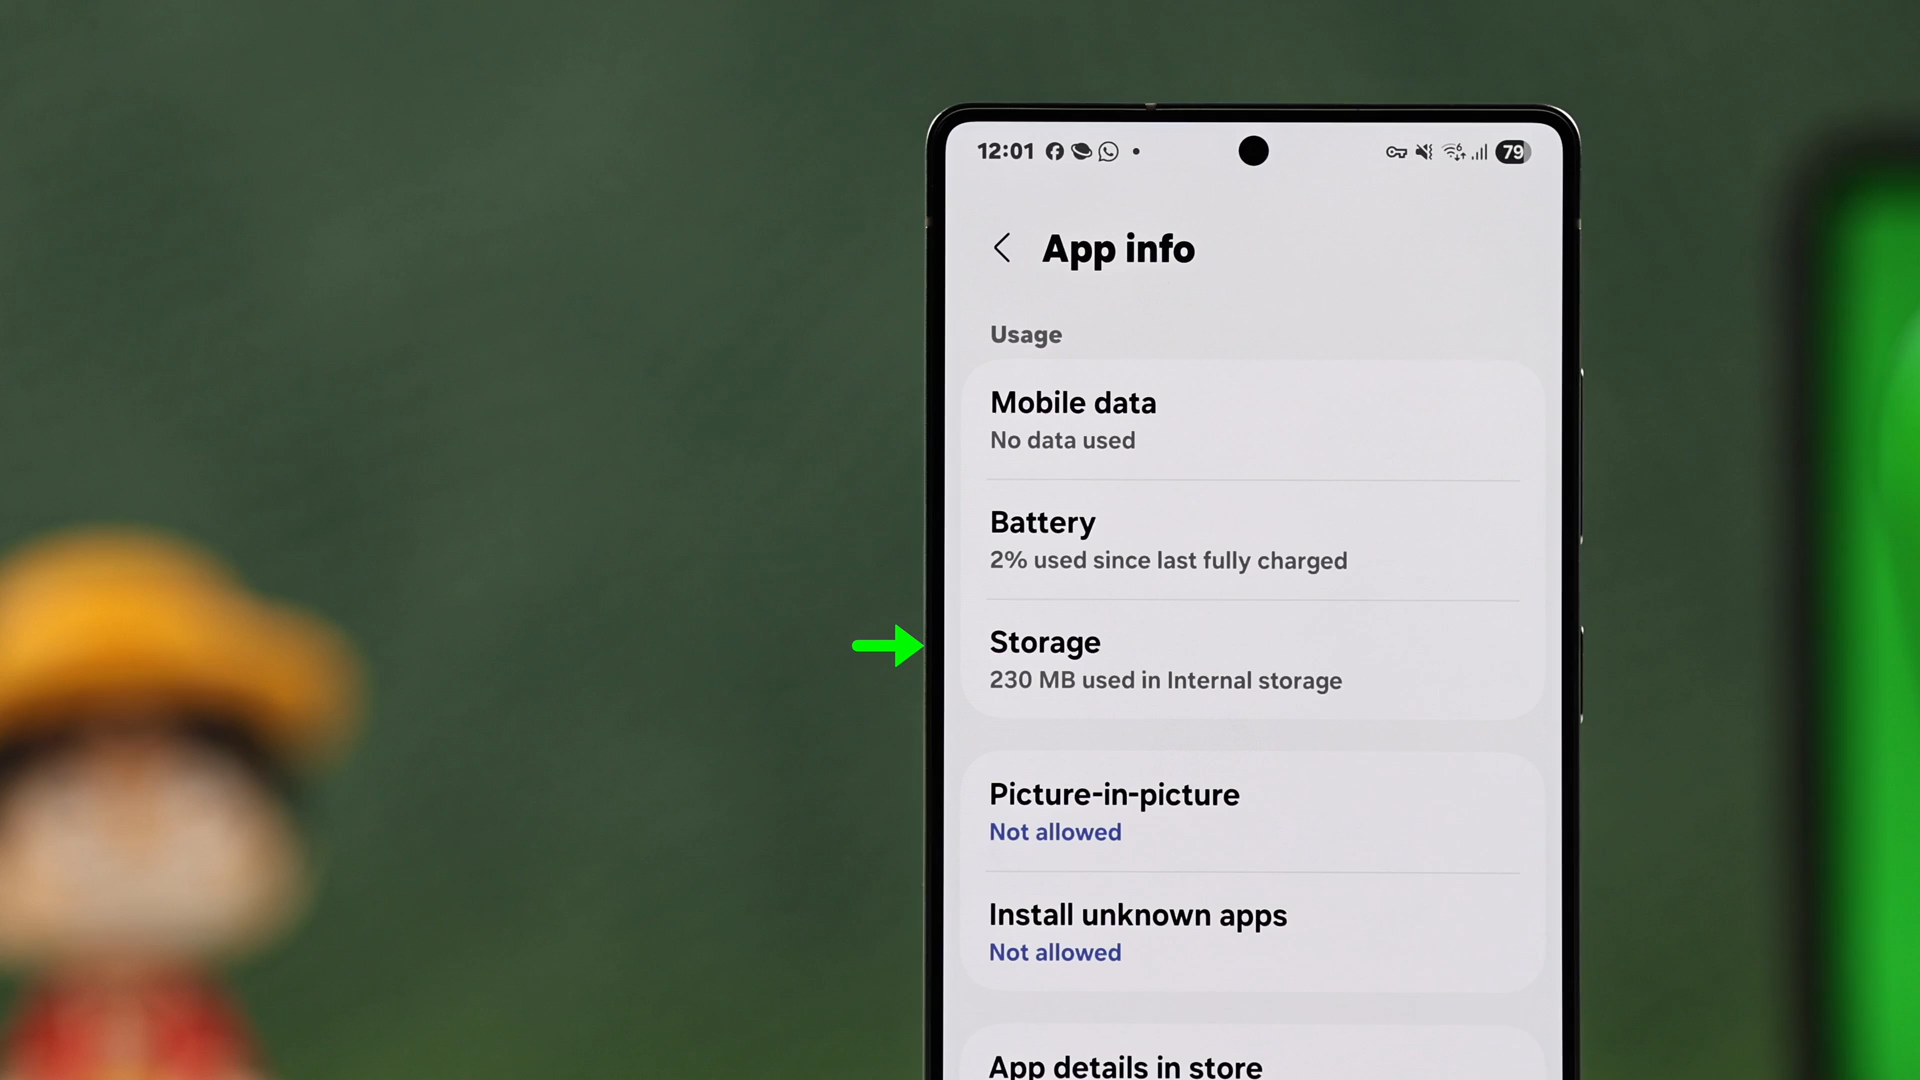 12:01
79
App info
Usage
Mobile data
No data used
Battery
2% used since last fully charged
Storage
230 MB used in Internal storage
Picture-in-picture
Not allowed
Install unknown apps
Not allowed
App details in store